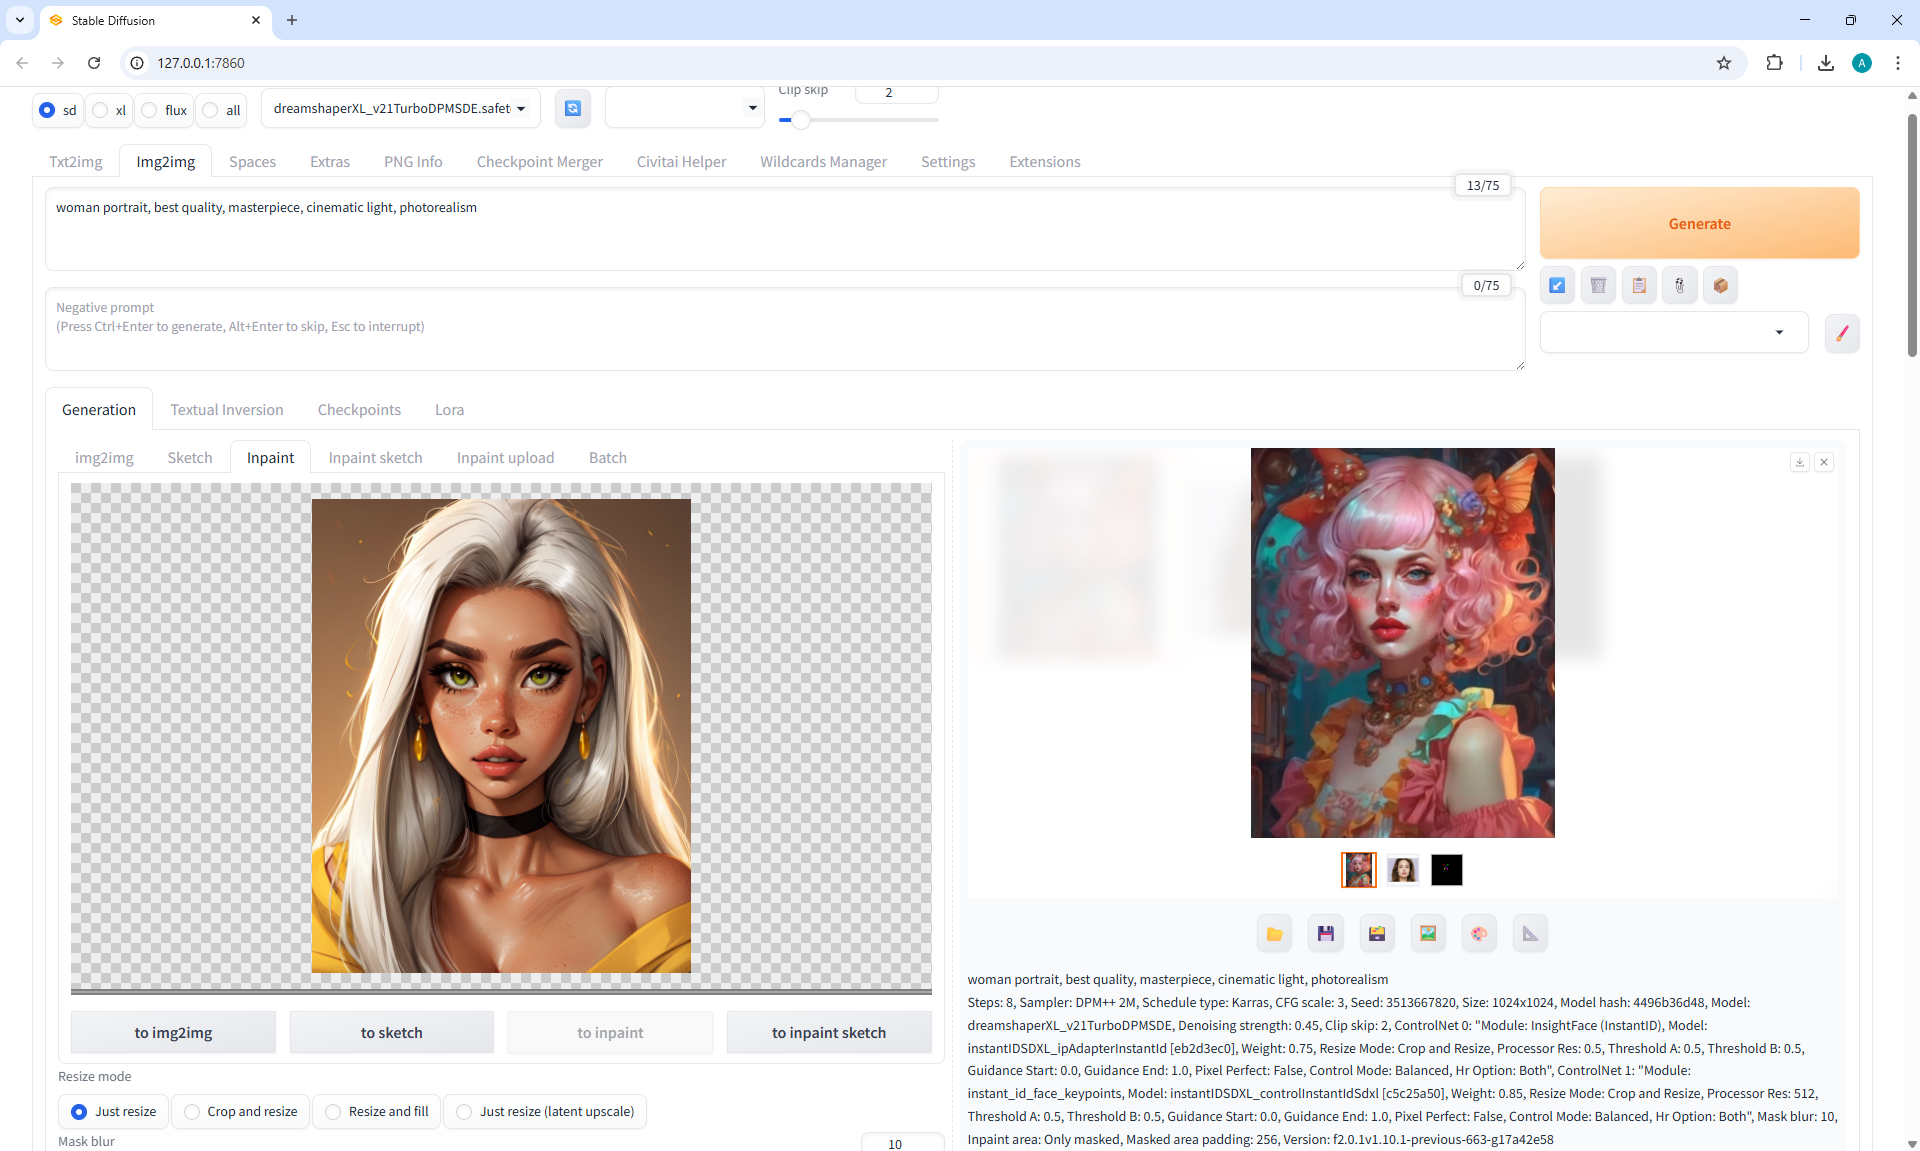 Stable Diffusion
127.0.0.1:7860
A
sd
xl
flux
all
dreamshaperXL_v21TurboDPMSDE.safet
Clip skip
2
Txt2img
Img2img
Spaces
Extras
PNG Info
Checkpoint Merger
Civitai Helper
Wildcards Manager
Settings
Extensions
13/75
woman portrait, best quality, masterpiece, cinematic light, photorealism
Generate
0/75
Negative prompt
(Press Ctrl+Enter to generate, Alt+Enter to skip, Esc to interrupt)
Generation
Textual Inversion
Checkpoints
Lora
img2img
Sketch
Inpaint
Inpaint sketch
Inpaint upload
Batch
to img2img
to sketch
to inpaint
to inpaint sketch
Resize mode
Just resize
Crop and resize
Resize and fill
Just resize (latent upscale)
Mask blur
10
woman portrait, best quality, masterpiece, cinematic light, photorealism
Steps: 8, Sampler: DPM++ 2M, Schedule type: Karras, CFG scale: 3, Seed: 3513667820, Size: 1024x1024, Model hash: 4496b36d48, Model:
dreamshaperXL_v21TurboDPMSDE, Denoising strength: 0.45, Clip skip: 2, ControlNet 0: "Module: InsightFace (InstantID), Model:
instantIDSDXL_ipAdapterInstantId [eb2d3ec0], Weight: 0.75, Resize Mode: Crop and Resize, Processor Res: 0.5, Threshold A: 0.5, Threshold B: 0.5,
Guidance Start: 0.0, Guidance End: 1.0, Pixel Perfect: False, Control Mode: Balanced, Hr Option: Both", ControlNet 1: "Module:
instant_id_face_keypoints, Model: instantIDSDXL_controlInstantIdSdxl [c5c25a50], Weight: 0.85, Resize Mode: Crop and Resize, Processor Res: 512,
Threshold A: 0.5, Threshold B: 0.5, Guidance Start: 0.0, Guidance End: 1.0, Pixel Perfect: False, Control Mode: Balanced, Hr Option: Both", Mask blur: 10,
Inpaint area: Only masked, Masked area padding: 256, Version: f2.0.1v1.10.1-previous-663-g17a42e58